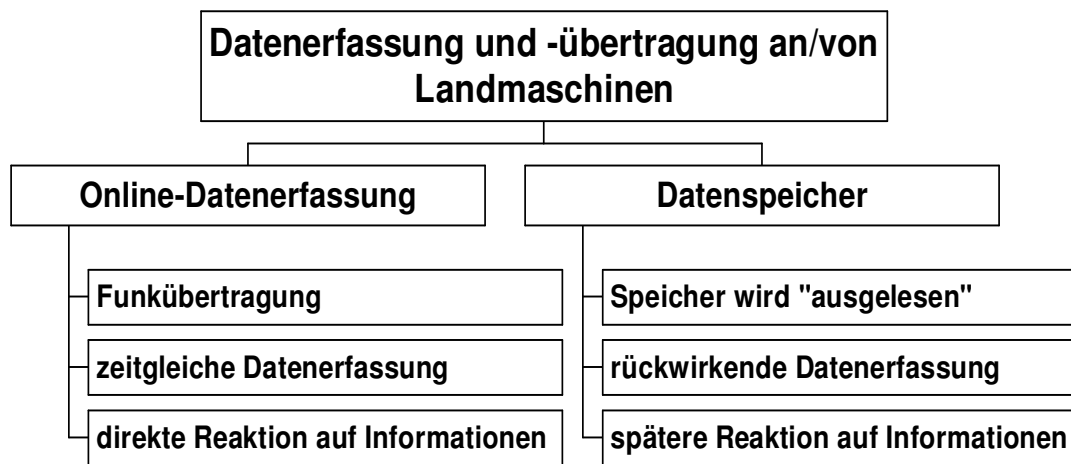 Datenerfassung und -übertragung an/von
Landmaschinen
Online-Datenerfassung
Funkübertragung
zeitgleiche Datenerfassung
direkte Reaktion auf Informationen
Datenspeicher
Speicher wird "ausgelesen"
rückwirkende Datenerfassung
spätere Reaktion auf Informationen